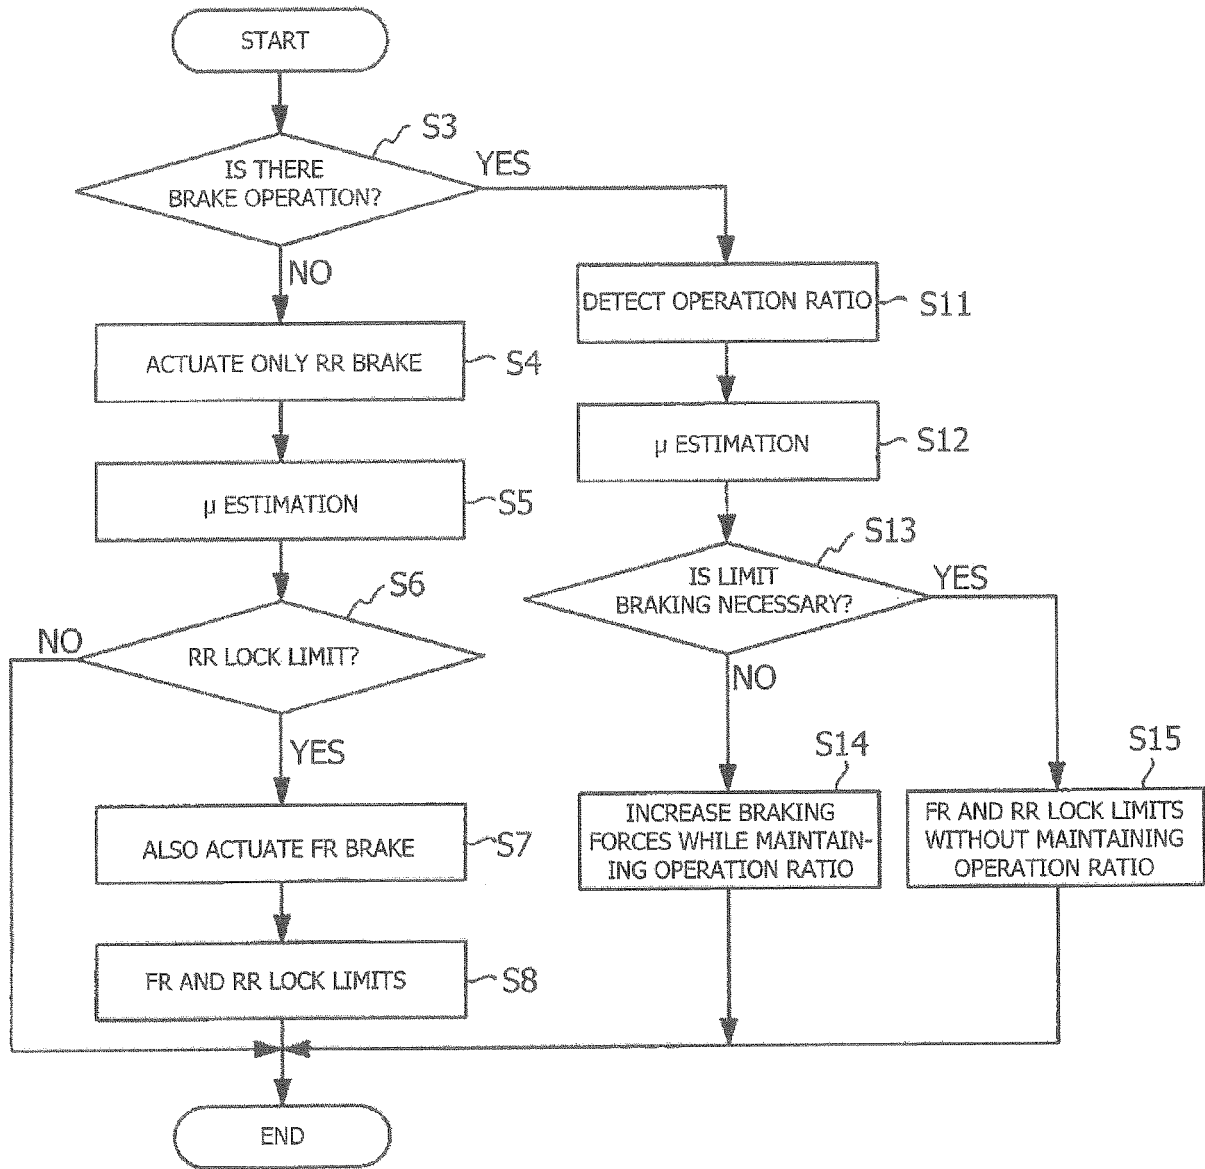 START
S3
IS THERE
BRAKE OPERATION?
YES
NO
DETECT OPERATION RATIO
S11
ACTUATE ONLY RR BRAKE
S4
μ ESTIMATION
S12
μ ESTIMATION
S5
S13
IS LIMIT
BRAKING NECESSARY?
YES
S6
NO
RR LOCK LIMIT?
NO
YES
S14
S15
INCREASE BRAKING
FORCES WHILE MAINTAIN-
ING OPERATION RATIO
FR AND RR LOCK LIMITS
WITHOUT MAINTAINING
OPERATION RATIO
ALSO ACTUATE FR BRAKE
S7
FR AND RR LOCK LIMITS
S8
END